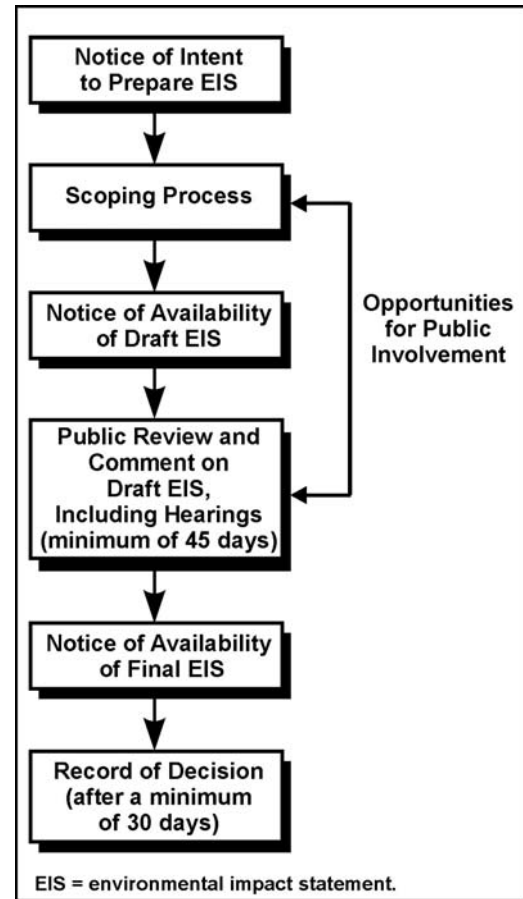 Notice of Intent
to Prepare EIS
Scoping Process
Opportunities
for Public
Involvement
Notice of Availability
of Draft EIS
Public Review and
Comment on
Draft EIS,
Including Hearings
(minimum of 45 days)
Notice of Availability
of Final EIS
Record of Decision
(after a minimum
of 30 days)
EIS = environmental impact statement.